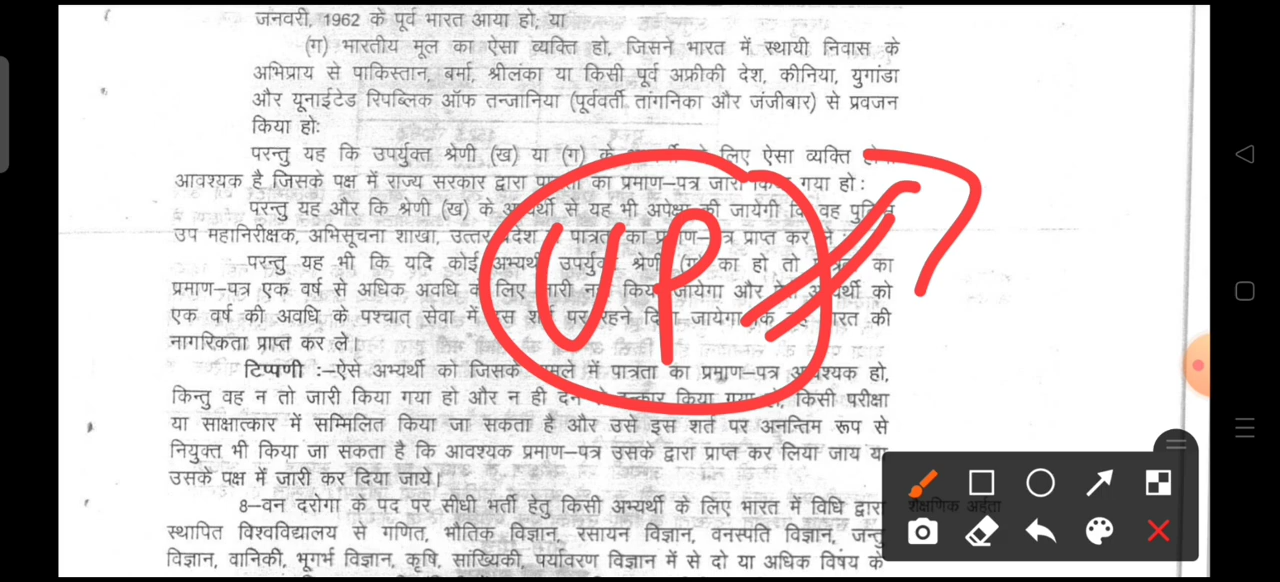 जनवरी, 1962 के पूर्व भारत आया हो; या
(ग) भारतीय मूल का ऐसा व्यक्ति हो, जिसने भारत में स्थायी निवास के
अभिप्राय से पाकिस्तान, बर्मा, श्रीलंका या किसी पूर्व अफ्रीकी देश, कीनिया, युगांडा
और यूनाईटेड रिपब्लिक ऑफ तन्जानिया (पूर्ववर्ती तांगनिका और जंजीबार) से प्रवजन
किया होः
परन्तु यह कि उपर्युक्त श्रेणी (ख) या (ग) के लिए ऐसा व्यक्ति
आवश्यक है जिसके पक्ष में राज्य सरकार द्वारा का प्रमाण–पत्र जारी किया गया हो :
परन्तु यह और कि श्रेणी (ख) के अभ्यर्थी से यह भी अपेक्षा की जायेगी कि वह
उप महानिरीक्षक, अभिसूचना शाखा, उत्तर प्रदेश से पात्रता का प्रमाण–पत्र प्राप्त कर ले :
परन्तु यह भी कि यदि कोई अभ्यर्थी उपर्युक्त श्रेणी (ग) का हो तो का
प्रमाण–पत्र एक वर्ष से अधिक अवधि के लिए जारी नहीं किया जायेगा और ऐसे अभ्यर्थी को
एक वर्ष की अवधि के पश्चात् सेवा में इस शर्त पर रहने दिया जायेगा कि वह भारत की
नागरिकता प्राप्त कर ले।
टिप्पणी :–ऐसे अभ्यर्थी को जिसके मामले में पात्रता का प्रमाण–पत्र आवश्यक हो,
किन्तु वह न तो जारी किया गया हो और न ही देने से इन्कार किया गया हो, किसी परीक्षा
या साक्षात्कार में सम्मिलित किया जा सकता है और उसे इस शर्त पर अनन्तिम रूप से
नियुक्त भी किया जा सकता है कि आवश्यक प्रमाण–पत्र उसके द्वारा प्राप्त कर लिया जाय या
उसके पक्ष में जारी कर दिया जाये।
8–वन दरोगा के पद पर सीधी भर्ती हेतु किसी अभ्यर्थी के लिए भारत में विधि द्वारा शैक्षणिक अर्हता
स्थापित विश्वविद्यालय से गणित, भौतिक विज्ञान, रसायन विज्ञान, वनस्पति विज्ञान, जन्तु
विज्ञान, वानिकी, भूगर्भ विज्ञान, कृषि, सांख्यिकी, पर्यावरण विज्ञान में से दो या अधिक विषय के
UP